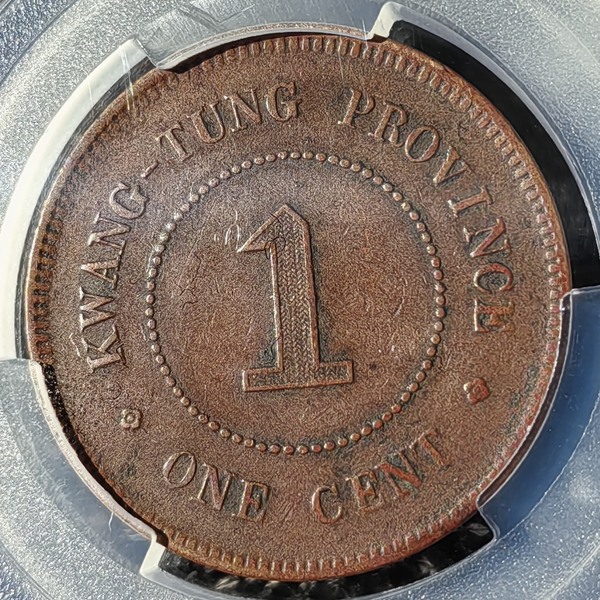 KWANG-TUNG PROVINCE
1
ONE CENT